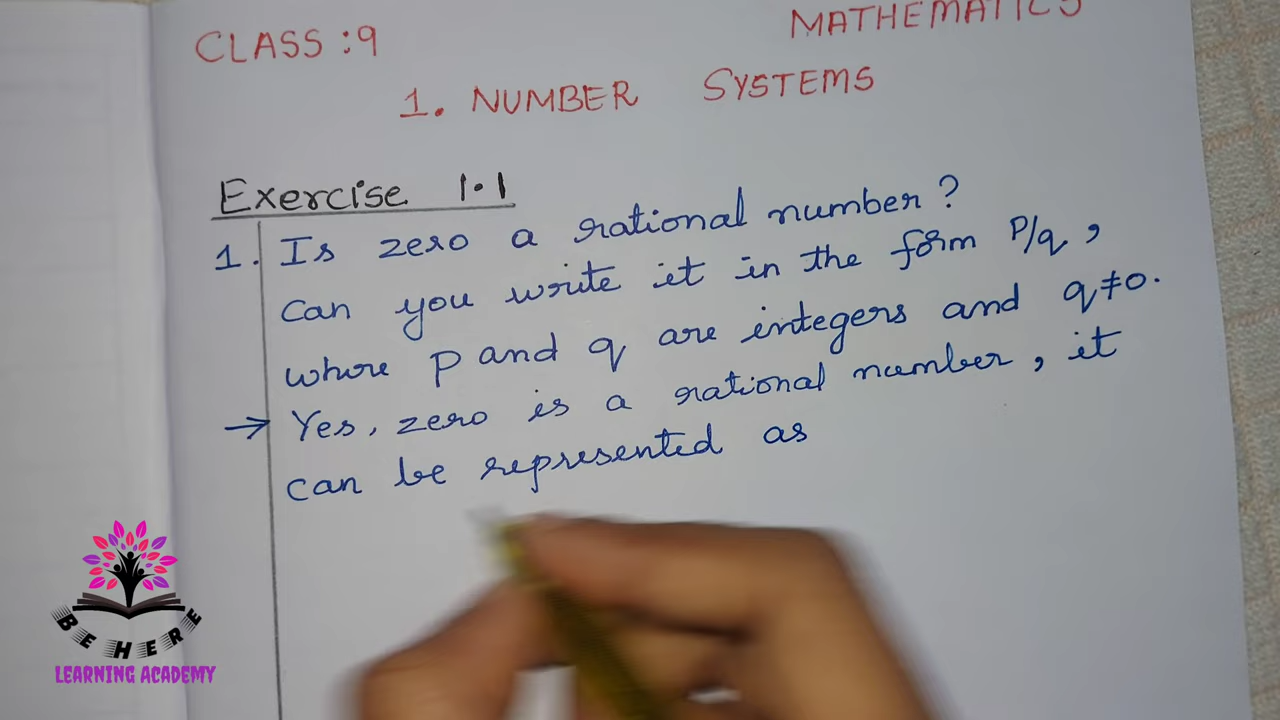 CLASS : 9
MATHEMATICS
1. NUMBER SYSTEMS
Exercise 1.1
1. Is zero a rational number?
Can you write it in the form p/q,
where p and q are integers and q≠0.
→ Yes, zero is a rational number, it
can be represented as
BE HERE
LEARNING ACADEMY